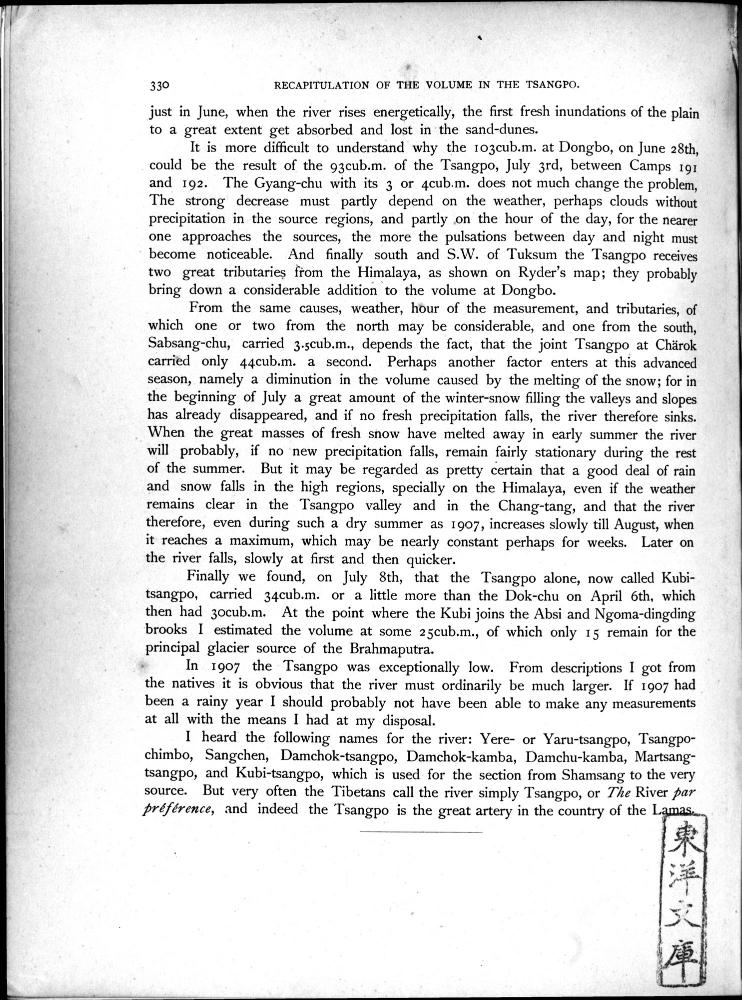 330 RECAPITULATION OF THE VOLUME IN THE TSANGPO.
just in June, when the river rises energetically, the first fresh inundations of the plain
to a great extent get absorbed and lost in the sand-dunes.
It is more difficult to understand why the 103cub.m. at Dongbo, on June 28th,
could be the result of the 93cub.m. of the Tsangpo, July 3rd, between Camps 191
and 192. The Gyang-chu with its 3 or 4cub.m. does not much change the problem,
The strong decrease must partly depend on the weather, perhaps clouds without
precipitation in the source regions, and partly on the hour of the day, for the nearer
one approaches the sources, the more the pulsations between day and night must
become noticeable. And finally south and S.W. of Tuksum the Tsangpo receives
two great tributaries from the Himalaya, as shown on Ryder's map; they probably
bring down a considerable addition to the volume at Dongbo.
From the same causes, weather, hour of the measurement, and tributaries, of
which one or two from the north may be considerable, and one from the south,
Sabsang-chu, carried 3.5cub.m., depends the fact, that the joint Tsangpo at Chärok
carried only 44cub.m. a second. Perhaps another factor enters at this advanced
season, namely a diminution in the volume caused by the melting of the snow; for in
the beginning of July a great amount of the winter-snow filling the valleys and slopes
has already disappeared, and if no fresh precipitation falls, the river therefore sinks.
When the great masses of fresh snow have melted away in early summer the river
will probably, if no new precipitation falls, remain fairly stationary during the rest
of the summer. But it may be regarded as pretty certain that a good deal of rain
and snow falls in the high regions, specially on the Himalaya, even if the weather
remains clear in the Tsangpo valley and in the Chang-tang, and that the river
therefore, even during such a dry summer as 1907, increases slowly till August, when
it reaches a maximum, which may be nearly constant perhaps for weeks. Later on
the river falls, slowly at first and then quicker.
Finally we found, on July 8th, that the Tsangpo alone, now called Kubi-
tsangpo, carried 34cub.m. or a little more than the Dok-chu on April 6th, which
then had 30cub.m. At the point where the Kubi joins the Absi and Ngoma-dingding
brooks I estimated the volume at some 25cub.m., of which only 15 remain for the
principal glacier source of the Brahmaputra.
In 1907 the Tsangpo was exceptionally low. From descriptions I got from
the natives it is obvious that the river must ordinarily be much larger. If 1907 had
been a rainy year I should probably not have been able to make any measurements
at all with the means I had at my disposal.
I heard the following names for the river: Yere- or Yaru-tsangpo, Tsangpo-
chimbo, Sangchen, Damchok-tsangpo, Damchok-kamba, Damchu-kamba, Martsang-
tsangpo, and Kubi-tsangpo, which is used for the section from Shamsang to the very
source. But very often the Tibetans call the river simply Tsangpo, or The River par
préférence, and indeed the Tsangpo is the great artery in the country of the Lamas.
東洋文庫